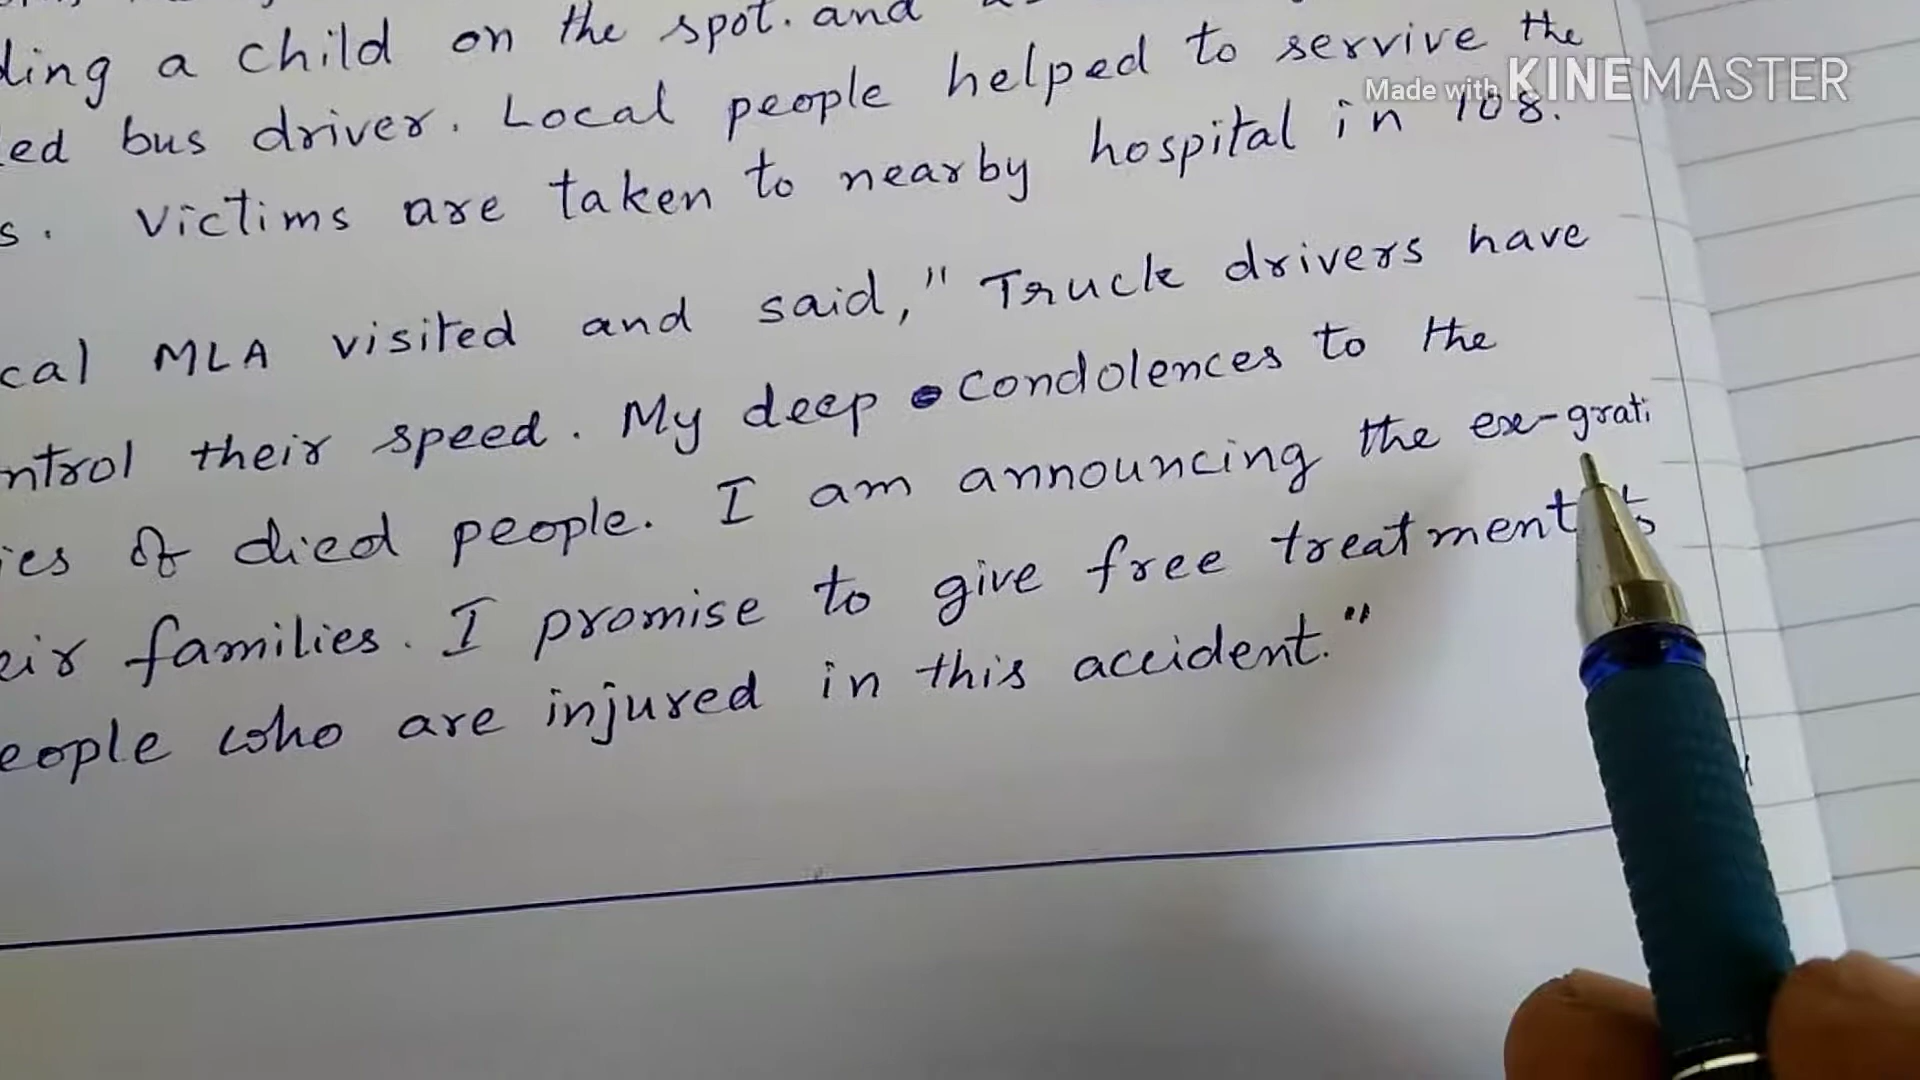 ding a child on the spot. and
ed bus driver. Local people helped to servive the
s. Victims are taken to nearby hospital in 108.
cal MLA visited and said," Truck drivers have
ntrol their speed. My deep condolences to the
ies of died people. I am announcing the ex-grati
eir families. I promise to give free treatment
eople who are injured in this accident."
Made with KINEMASTER